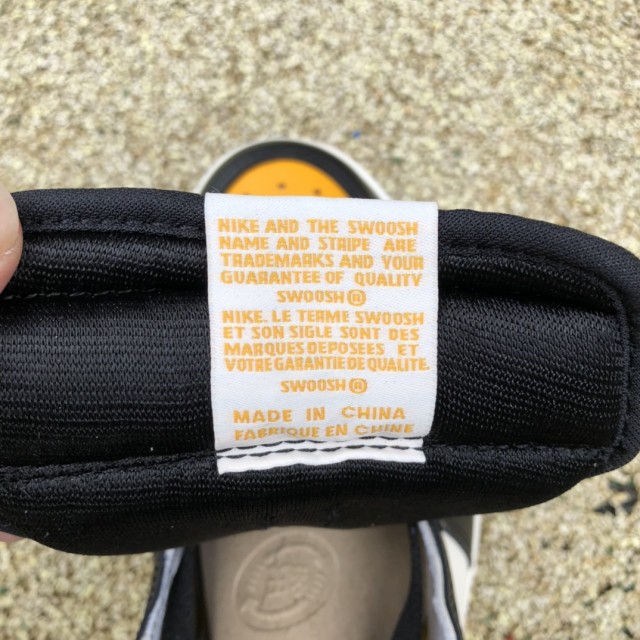 NIKE AND THE SWOOSH
NAME AND STRIPE ARE
TRADEMARKS AND YOUR
GUARANTEE OF QUALITY
SWOOSH®
NIKE. LE TERME SWOOSH
ET SON SIGLE SONT DES
MARQUES DEPOSEES ET
VOTRE GARANTIE DE QUALITE.
SWOOSH®
MADE IN CHINA
FABRIQUE EN CHINE